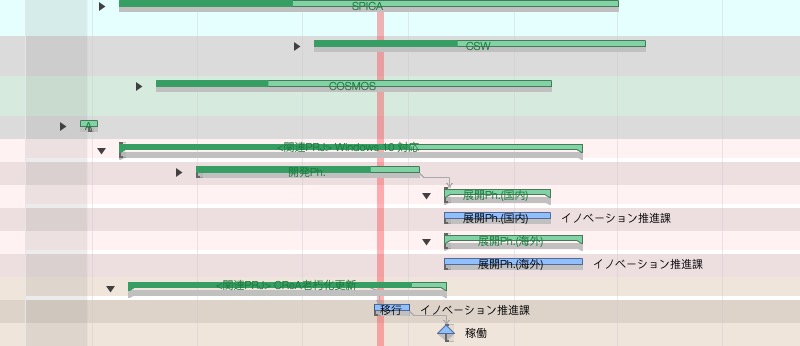 SPICA
CSW
COSMOS
A
<関連PRJ> Windows 10 対応
開発Ph.
展開Ph.(国内)
展開Ph.(国内) イノベーション推進課
展開Ph.(海外)
展開Ph.(海外) イノベーション推進課
<関連PRJ> CRoA老朽化更新
移行 イノベーション推進課
稼働